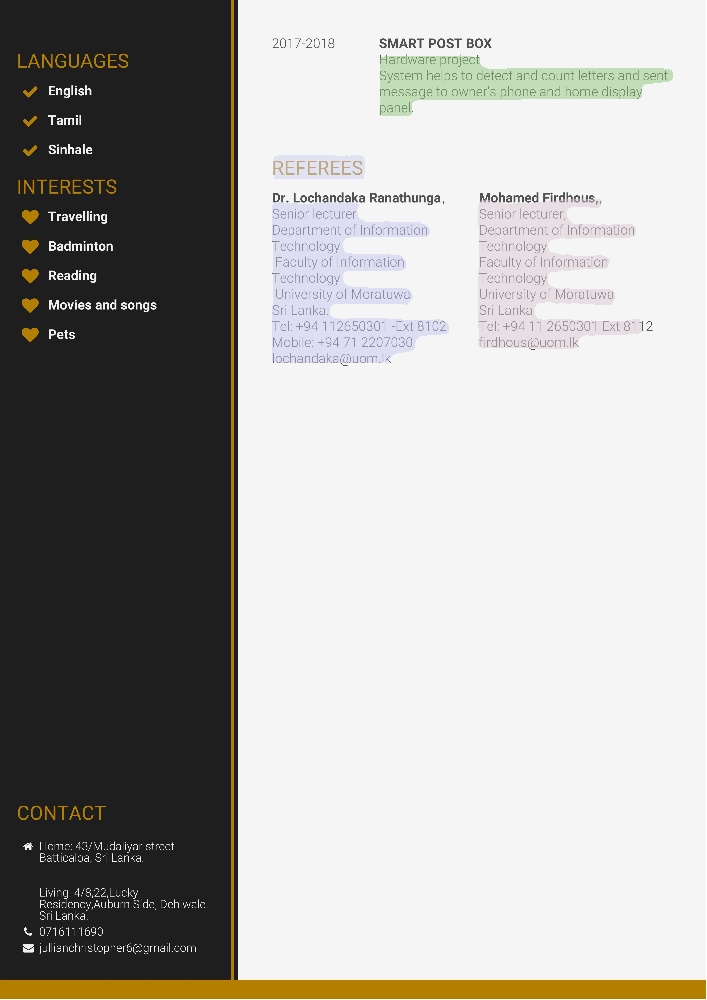 LANGUAGES
English
Tamil
Sinhale
INTERESTS
Travelling
Badminton
Reading
Movies and songs
Pets
CONTACT
Home: 43/Mudaliyar street
Batticaloa, Sri Lanka.
Living: 4/8,22,Lucky
Residency,Auburn Side, Dehiwale
Sri Lanka.
0716111690
jullianchristopher6@gmail.com
2017-2018 SMART POST BOX
Hardware project
System helps to detect and count letters and sent
message to owner's phone and home display
panel.
REFEREES
Dr. Lochandaka Ranathunga,
Senior lecturer
Department of Information
Technology
Faculty of Information
Technology
University of Moratuwa
Sri Lanka.
Tel: +94 112650301 -Ext 8102
Mobile: +94 71 2207030
lochandaka@uom.lk
Mohamed Firdhous,,
Senior lecturer,
Department of Information
Technology
Faculty of Information
Technology
University of Moratuwa
Sri Lanka
Tel: +94 11 2650301 Ext 8112
firdhous@uom.lk